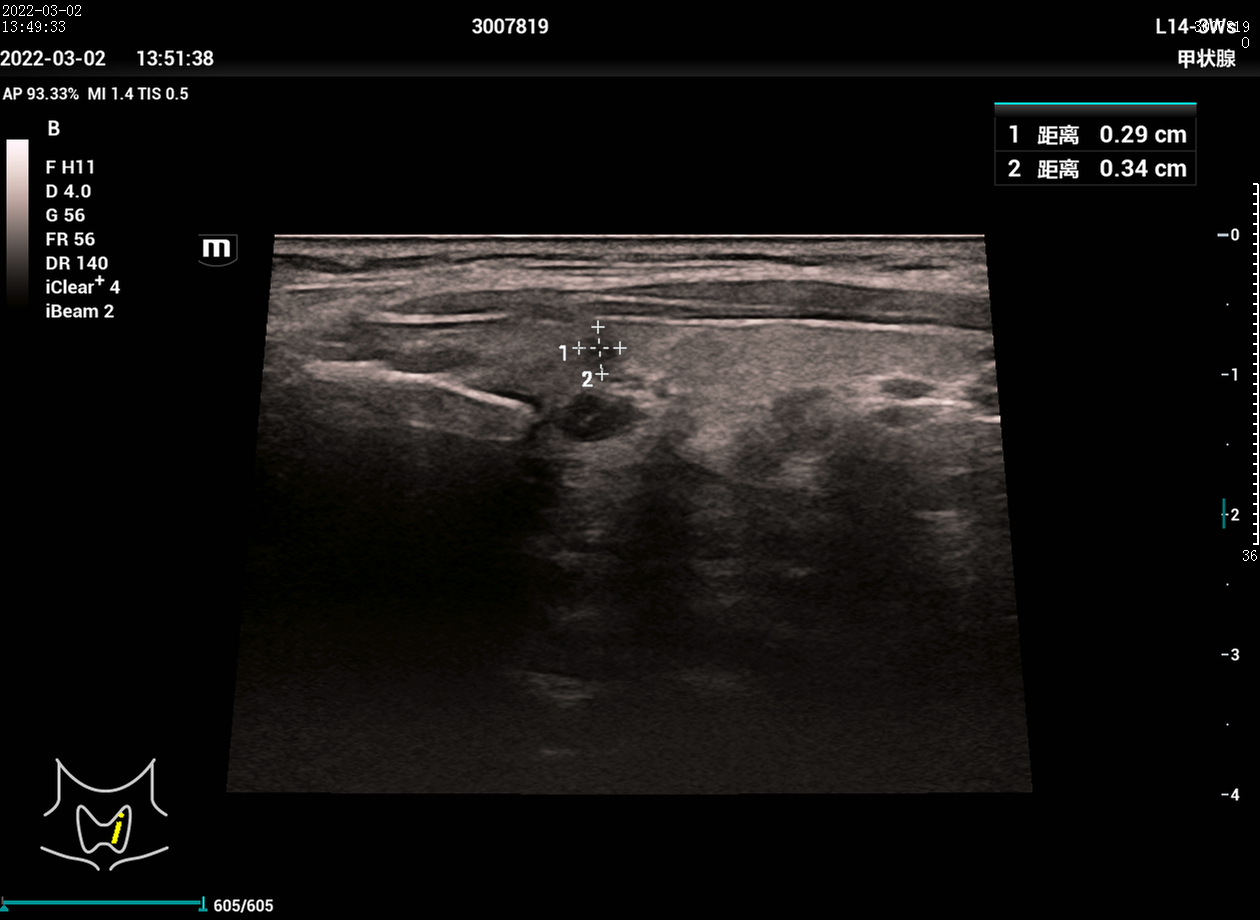 2022-03-02
13:49:33
3007819
L14-3Ws
0
2022-03-02 13:51:38
甲状腺
AP 93.33% MI 1.4 TIS 0.5
B
1 距离 0.29 cm
2 距离 0.34 cm
F H11
D 4.0
G 56
FR 56
DR 140
iClear+ 4
iBeam 2
m
0
1
2
1
2
36
3
4
605/605